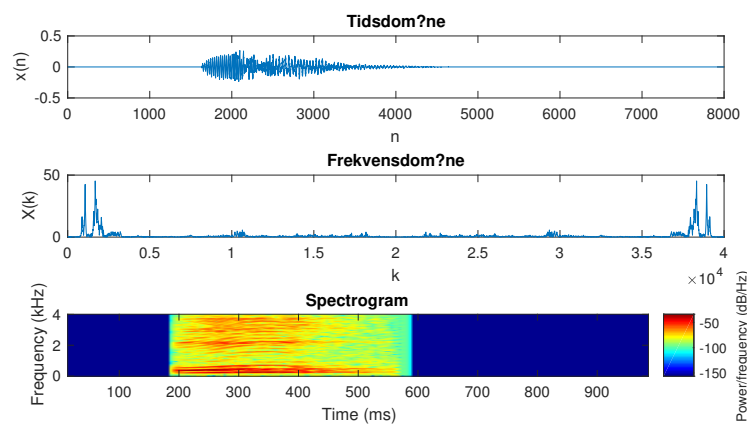 Tidsdom?ne
0.5
0
-0.5
x(n)
0 1000 2000 3000 4000 5000 6000 7000 8000
n
Frekvensdom?ne
50
0
X(k)
0 0.5 1 1.5 2 2.5 3 3.5 4
k
×10^4
Spectrogram
4
2
0
Frequency (kHz)
100 200 300 400 500 600 700 800 900
Time (ms)
-50
-100
-150
Power/frequency (dB/Hz)